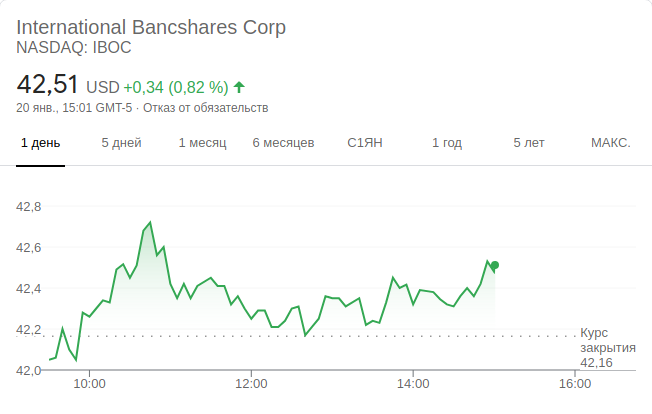 International Bancshares Corp
NASDAQ: IBOC
42,51 USD +0,34 (0,82 %)
20 янв., 15:01 GMT-5 · Отказ от обязательств
1 день 5 дней 1 месяц 6 месяцев С1ЯН 1 год 5 лет МАКС.
42,8
42,6
42,4
42,2
42,0
Курс
закрытия
42,16
10:00 12:00 14:00 16:00